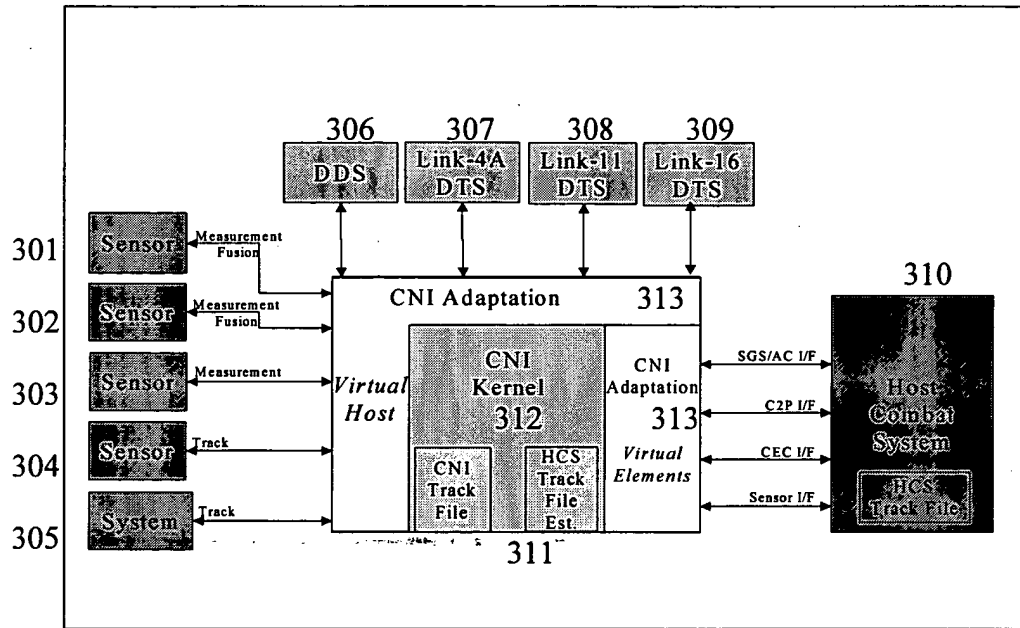 306
307
308
309
DDS
Link-4A
DTS
Link-11
DTS
Link-16
DTS
301
Sensor
Measurement
Fusion
302
Sensor
Measurement
Fusion
303
Sensor
Measurement
304
Sensor
Track
305
System
Track
CNI Adaptation
313
Virtual
Host
CNI
Kernel
312
CNI
Track
File
HCS
Track
File
Est.
CNI
Adaptation
313
Virtual
Elements
311
SGS/AC I/F
C2P I/F
CEC I/F
Sensor I/F
310
Host
Combat
System
HCS
Track File